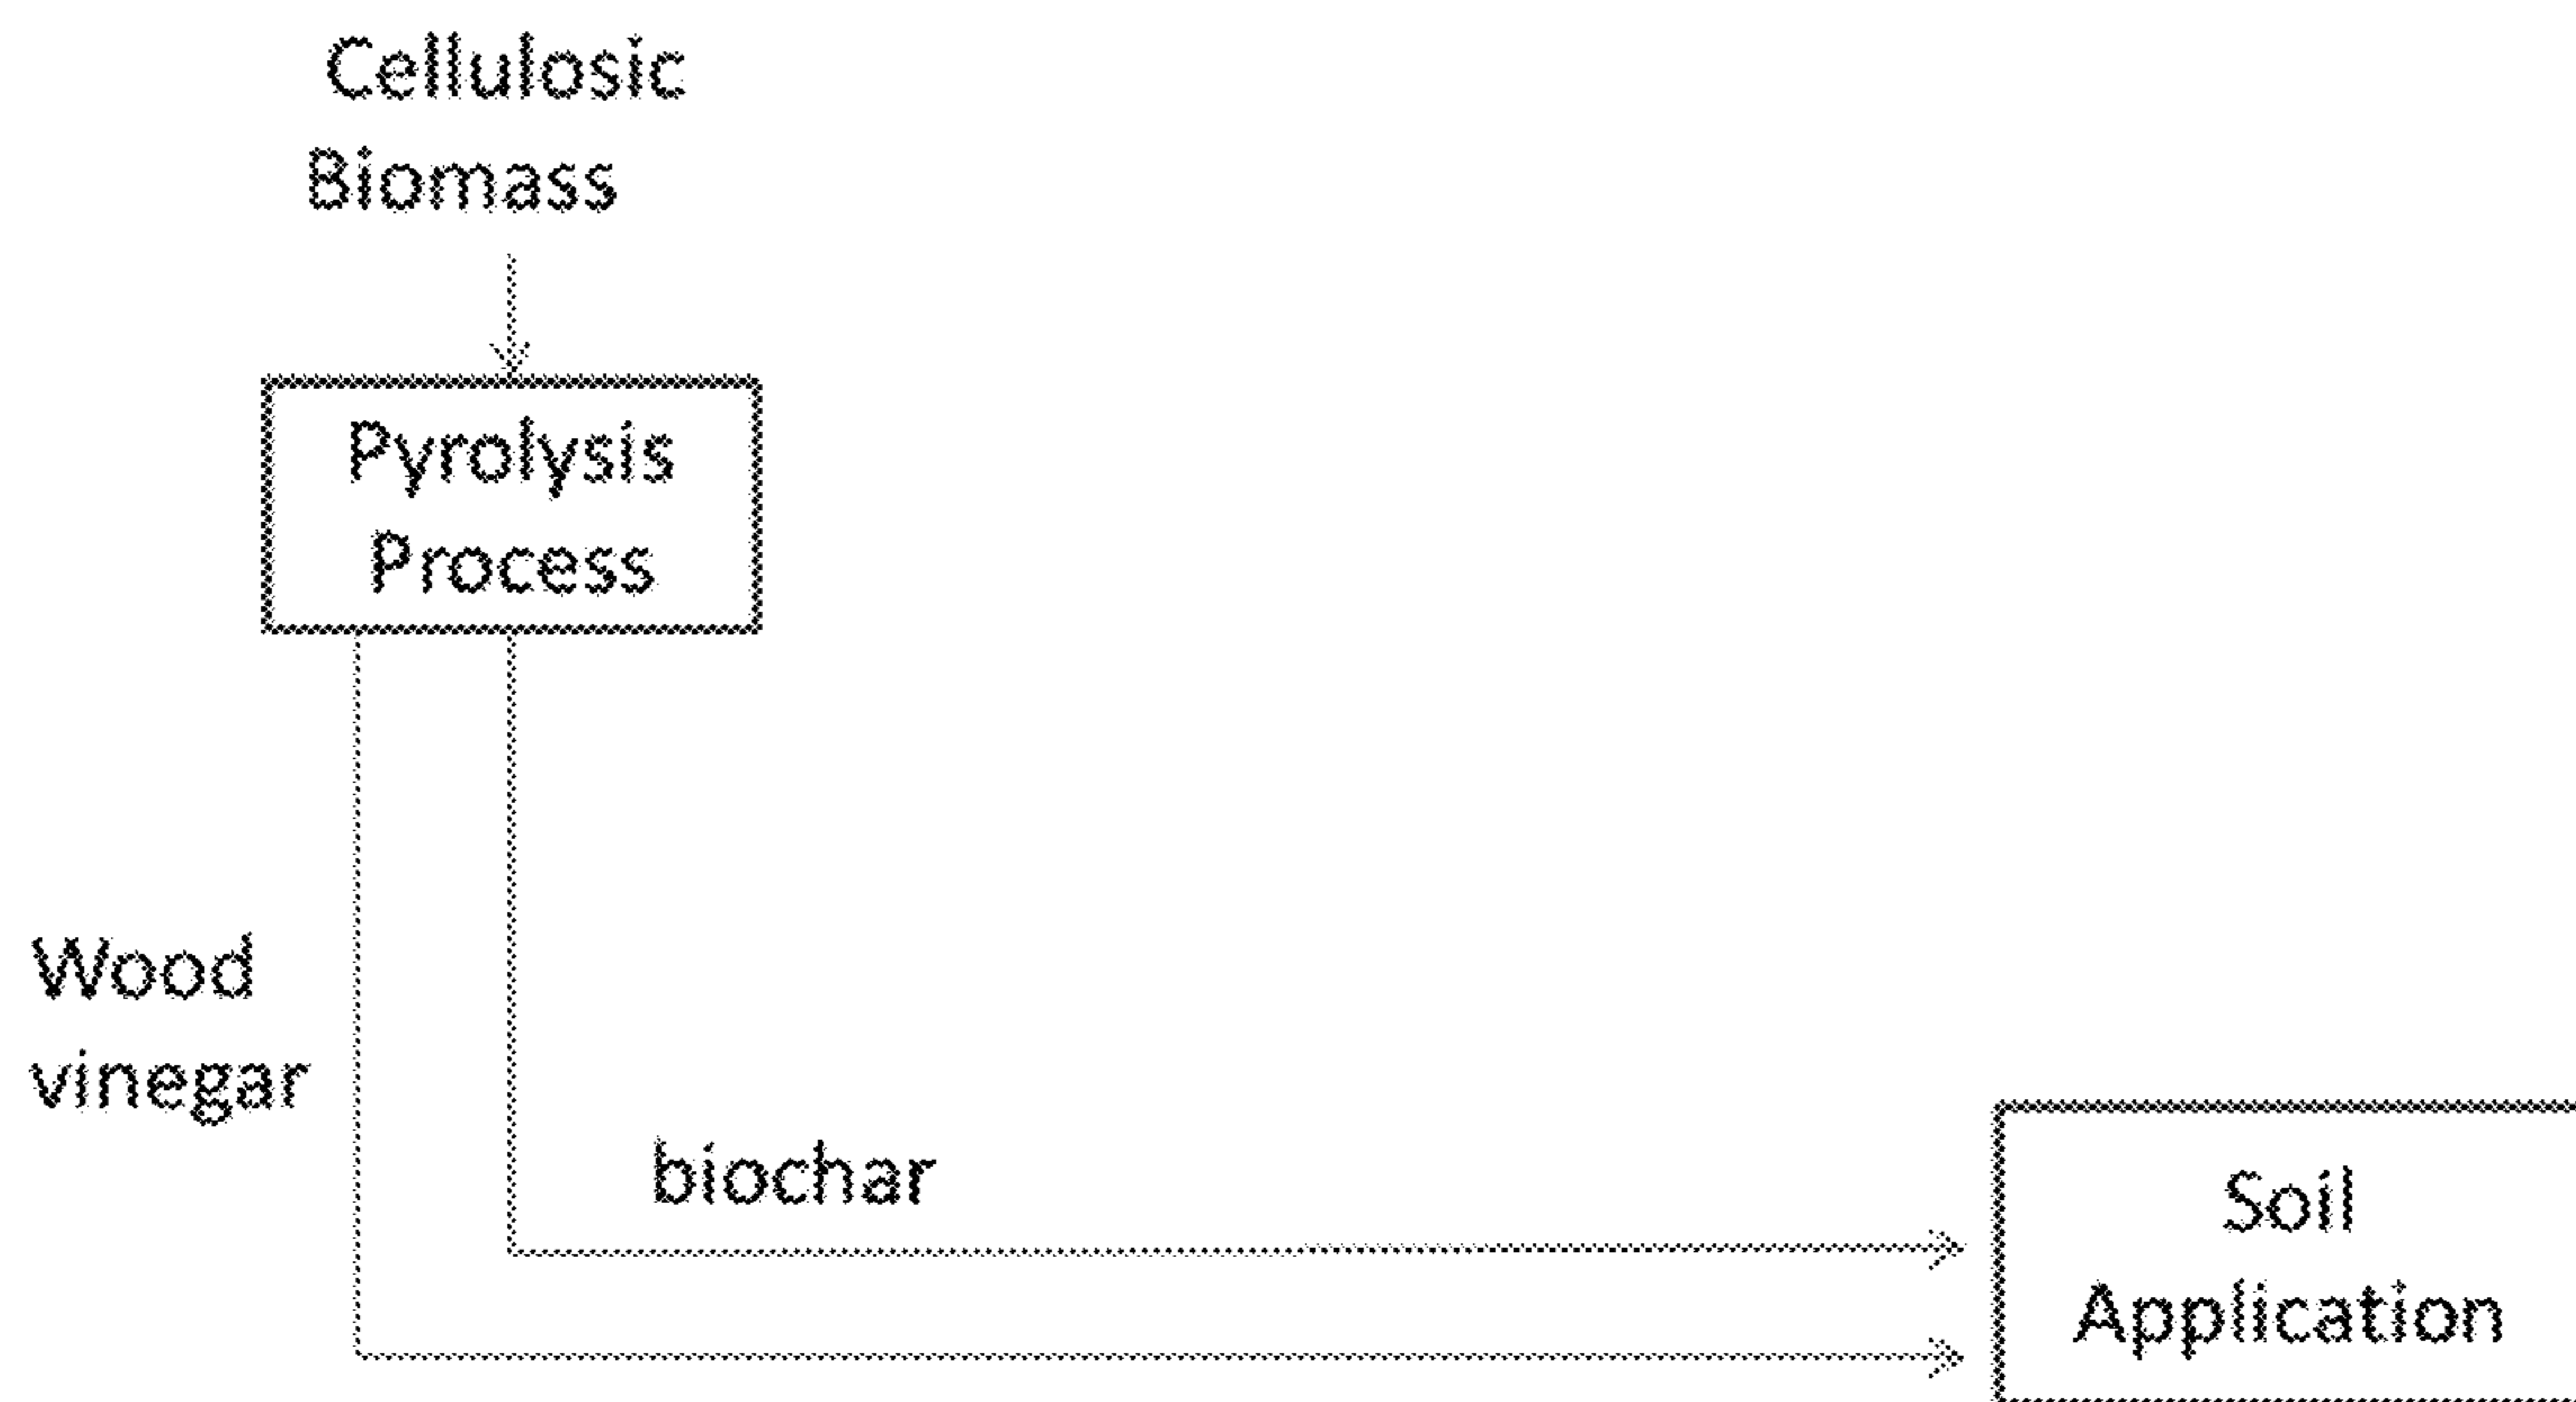 Cellulosic
Biomass
Pyrolysis
Process
Wood
vinegar
biochar
Soil
Application